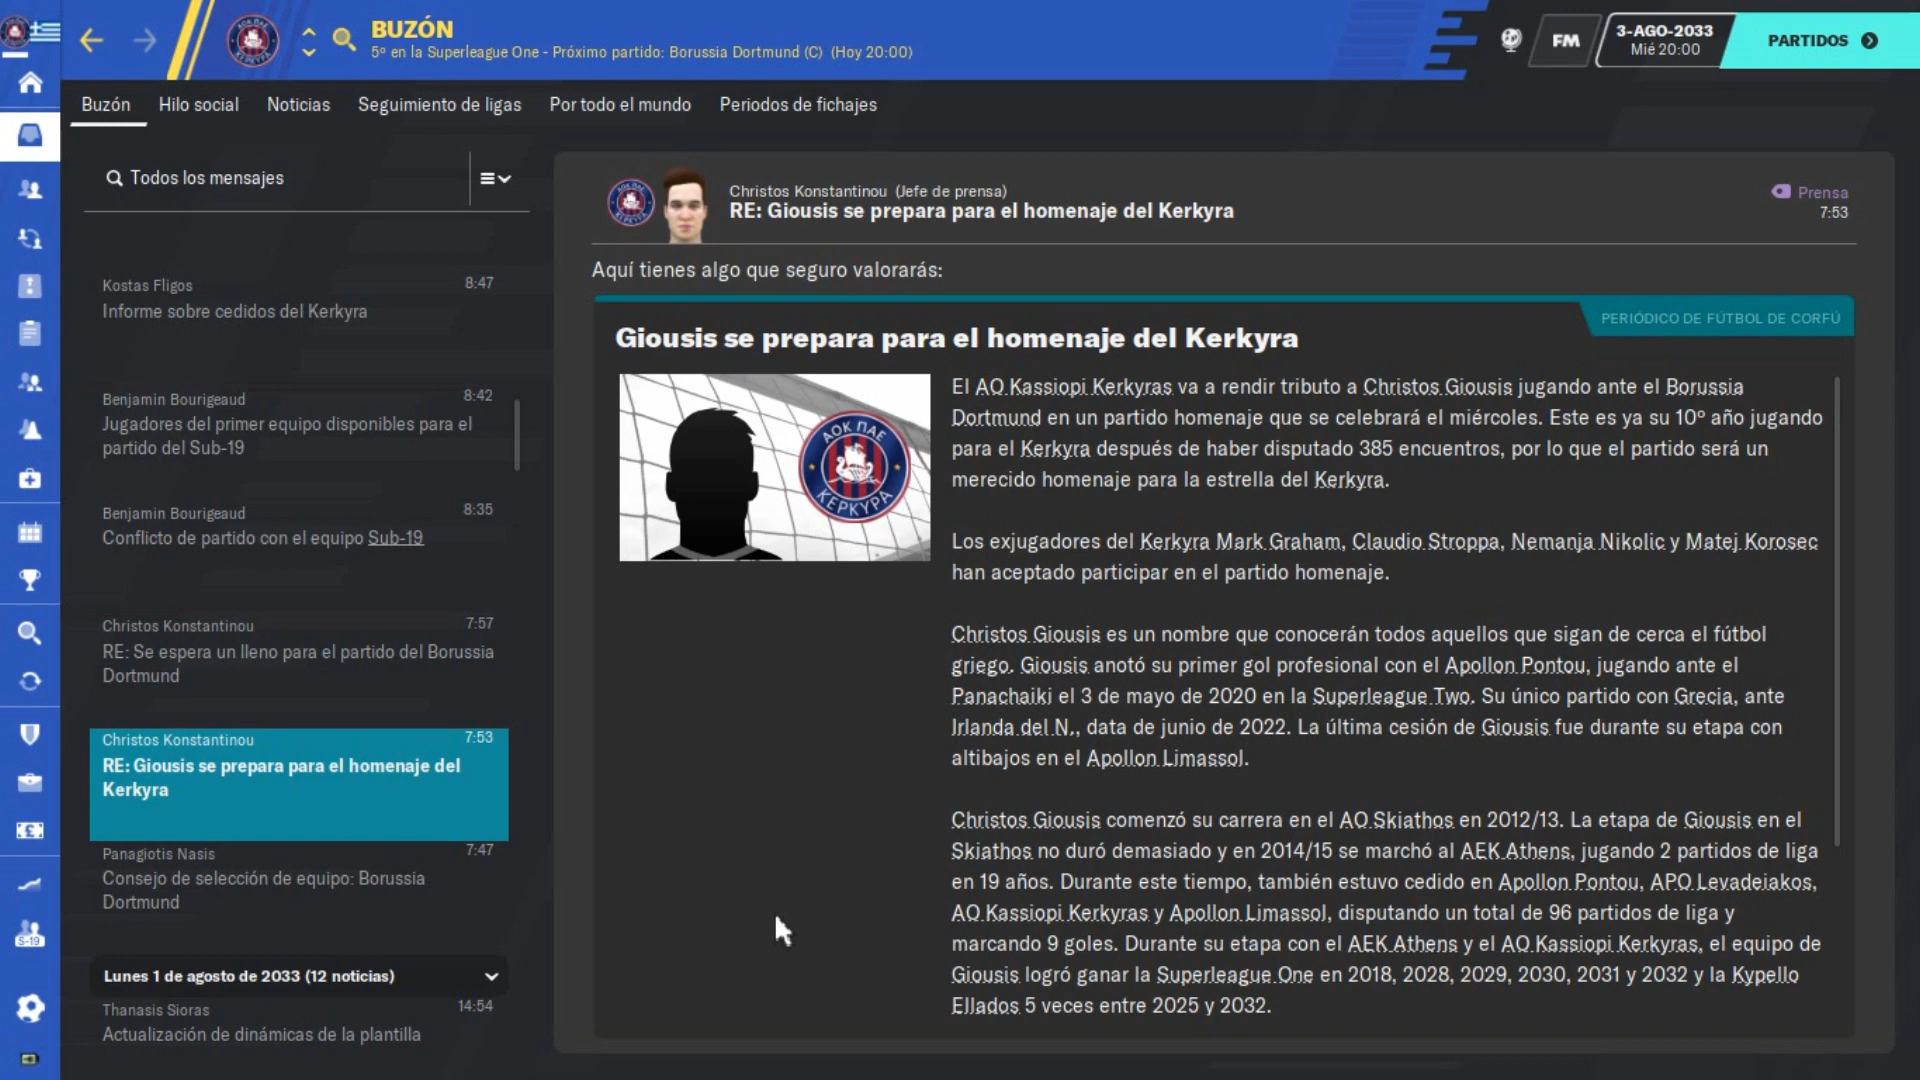 BUZÓN
5º en la Superleague One - Próximo partido: Borussia Dortmund (C) (Hoy 20:00)
FM
3-AGO-2033
Mié 20:00
PARTIDOS
Buzón
Hilo social
Noticias
Seguimiento de ligas
Por todo el mundo
Periodos de fichajes
Todos los mensajes
Kostas Fligos
8:47
Informe sobre cedidos del Kerkyra
Benjamin Bourigeaud
8:42
Jugadores del primer equipo disponibles para el
partido del Sub-19
Benjamin Bourigeaud
8:35
Conflicto de partido con el equipo Sub-19
Christos Konstantinou
7:57
RE: Se espera un lleno para el partido del Borussia
Dortmund
Christos Konstantinou
7:53
RE: Giousis se prepara para el homenaje del
Kerkyra
Panagiotis Nasis
7:47
Consejo de selección de equipo: Borussia
Dortmund
Lunes 1 de agosto de 2033 (12 noticias)
Thanasis Sioras
14:54
Actualización de dinámicas de la plantilla
S-19
Christos Konstantinou (Jefe de prensa)
RE: Giousis se prepara para el homenaje del Kerkyra
Prensa
7:53
Aquí tienes algo que seguro valorarás:
PERIÓDICO DE FÚTBOL DE CORFÚ
Giousis se prepara para el homenaje del Kerkyra
ΑΟΚ ΠΑΕ
ΚΕΡΚΥΡΑ
El AO Kassiopi Kerkyras va a rendir tributo a Christos Giousis jugando ante el Borussia
Dortmund en un partido homenaje que se celebrará el miércoles. Este es ya su 10º año jugando
para el Kerkyra después de haber disputado 385 encuentros, por lo que el partido será un
merecido homenaje para la estrella del Kerkyra.
Los exjugadores del Kerkyra Mark Graham, Claudio Stroppa, Nemanja Nikolic y Matej Korosec
han aceptado participar en el partido homenaje.
Christos Giousis es un nombre que conocerán todos aquellos que sigan de cerca el fútbol
griego. Giousis anotó su primer gol profesional con el Apollon Pontou, jugando ante el
Panachaiki el 3 de mayo de 2020 en la Superleague Two. Su único partido con Grecia, ante
Irlanda del N., data de junio de 2022. La última cesión de Giousis fue durante su etapa con
altibajos en el Apollon Limassol.
Christos Giousis comenzó su carrera en el AO Skiathos en 2012/13. La etapa de Giousis en el
Skiathos no duró demasiado y en 2014/15 se marchó al AEK Athens, jugando 2 partidos de liga
en 19 años. Durante este tiempo, también estuvo cedido en Apollon Pontou, APO Levadeiakos,
AO Kassiopi Kerkyras y Apollon Limassol, disputando un total de 96 partidos de liga y
marcando 9 goles. Durante su etapa con el AEK Athens y el AO Kassiopi Kerkyras, el equipo de
Giousis logró ganar la Superleague One en 2018, 2028, 2029, 2030, 2031 y 2032 y la Kypello
Ellados 5 veces entre 2025 y 2032.